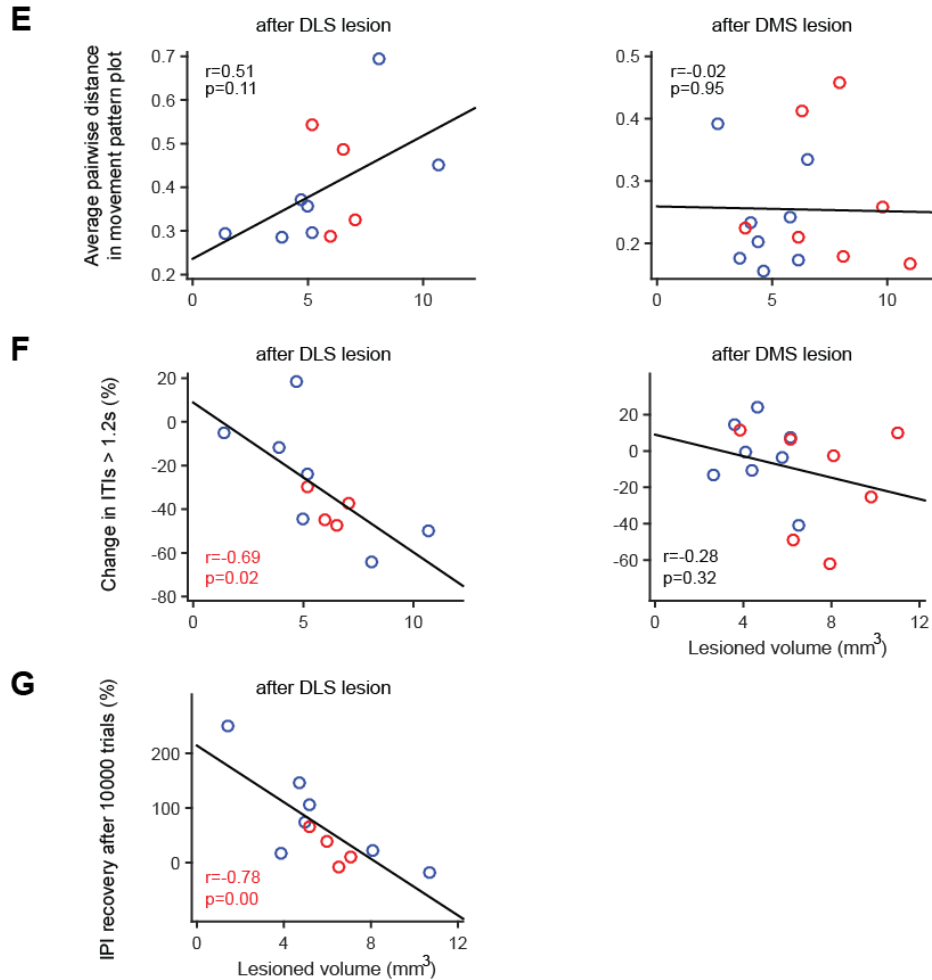 E
after DLS lesion
after DMS lesion
Average pairwise distance
in movement pattern plot
0.7
0.6
0.5
0.4
0.3
0.2
r=0.51
p=0.11
0
5
10
0.5
0.4
0.3
0.2
r=-0.02
p=0.95
0
5
10
F
after DLS lesion
after DMS lesion
Change in ITIs > 1.2s (%)
20
0
-20
-40
-60
-80
r=-0.69
p=0.02
0
5
10
20
0
-20
-40
-60
r=-0.28
p=0.32
0
4
8
12
Lesioned volume (mm³)
G
after DLS lesion
IPI recovery after 10000 trials (%)
200
100
0
r=-0.78
p=0.00
0
4
8
12
Lesioned volume (mm³)